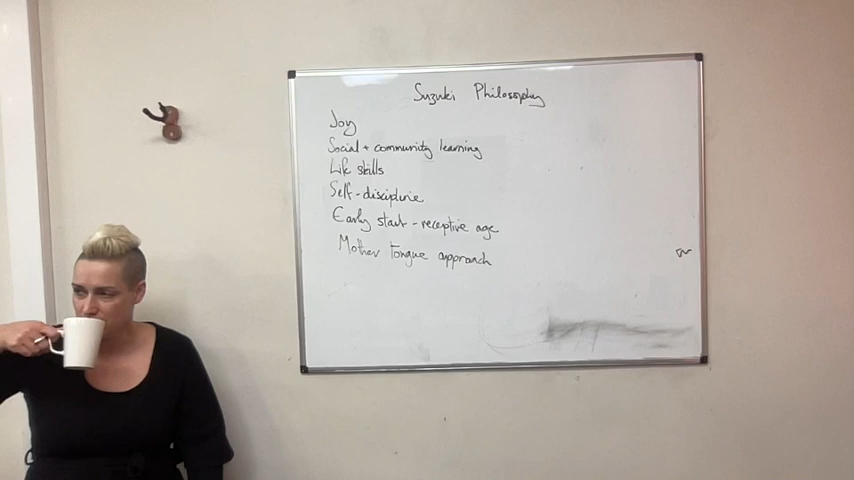 Suzuki Philosophy
Joy
Social + community learning
Life skills
Self-discipline
Early start - receptive age
Mother Tongue approach